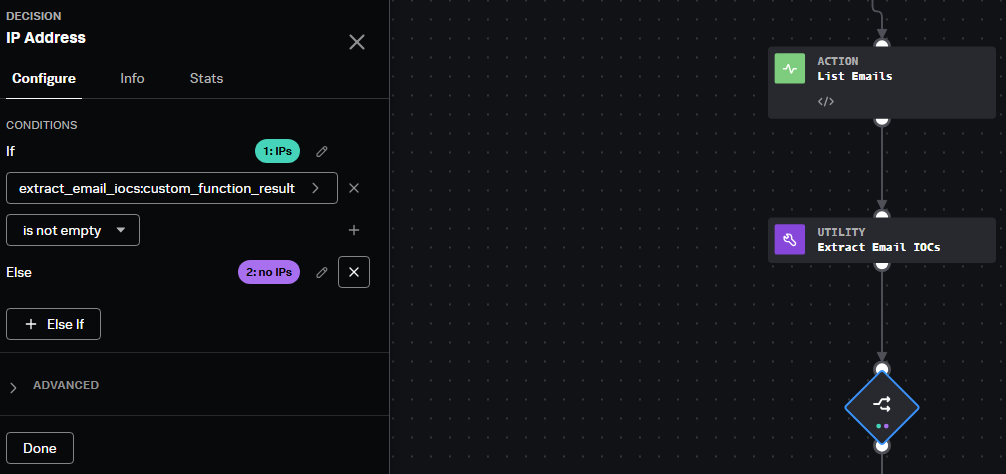 DECISION
IP Address
Configure Info Stats
CONDITIONS
If 1: IPs
extract_email_iocs:custom_function_result
is not empty
Else 2: no IPs
+ Else If
ADVANCED
Done
ACTION
List Emails
</>
UTILITY
Extract Email IOCs